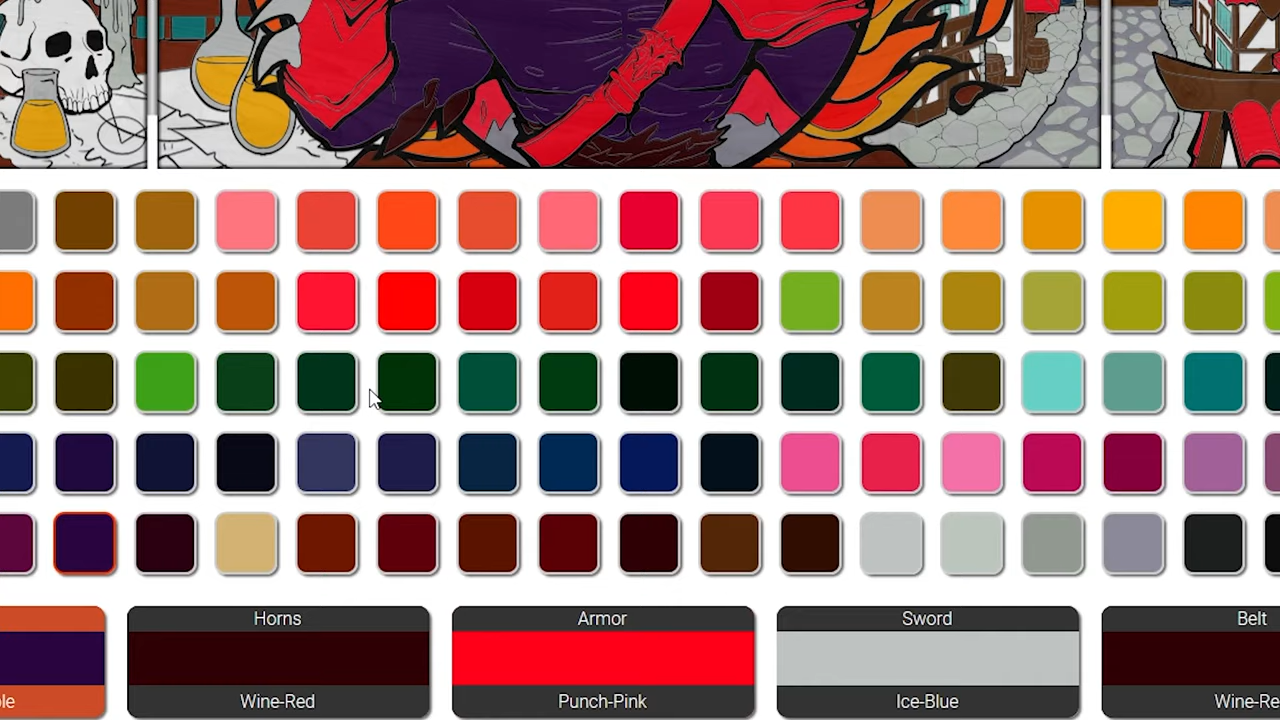 Horns
Armor
Sword
Belt
Wine-Red
Punch-Pink
Ice-Blue